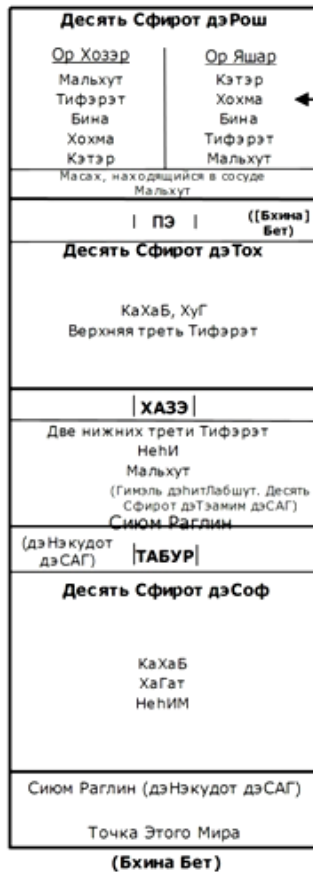 Десять Сфирот дэРош
Ор Хозэр
Ор Яшар
Мальхут
Кэтэр
Тифэрэт
Хохма
Бина
Бина
Хохма
Тифэрэт
Кэтэр
Мальхут
Масах, находящийся в сосуде
Мальхут
| ПЭ |
([Бхина]
Бет)
Десять Сфирот дэТох
КаХаБ, ХуГ
Верхняя треть Тифэрэт
|ХАЗЭ|
Две нижних трети Тифэрэт
НеhИ
Мальхут
(Гимэль дэhитЛабшут. Десять
Сфирот дэТэамим дэСАГ)
Сиюм Раглин
(дэНэкудот
дэСАГ)
|ТАБУР|
Десять Сфирот дэСоф
КаХаБ
ХаГат
НеhИМ
Сиюм Раглин (дэНэкудот дэСАГ)
Точка Этого Мира
(Бхина Бет)